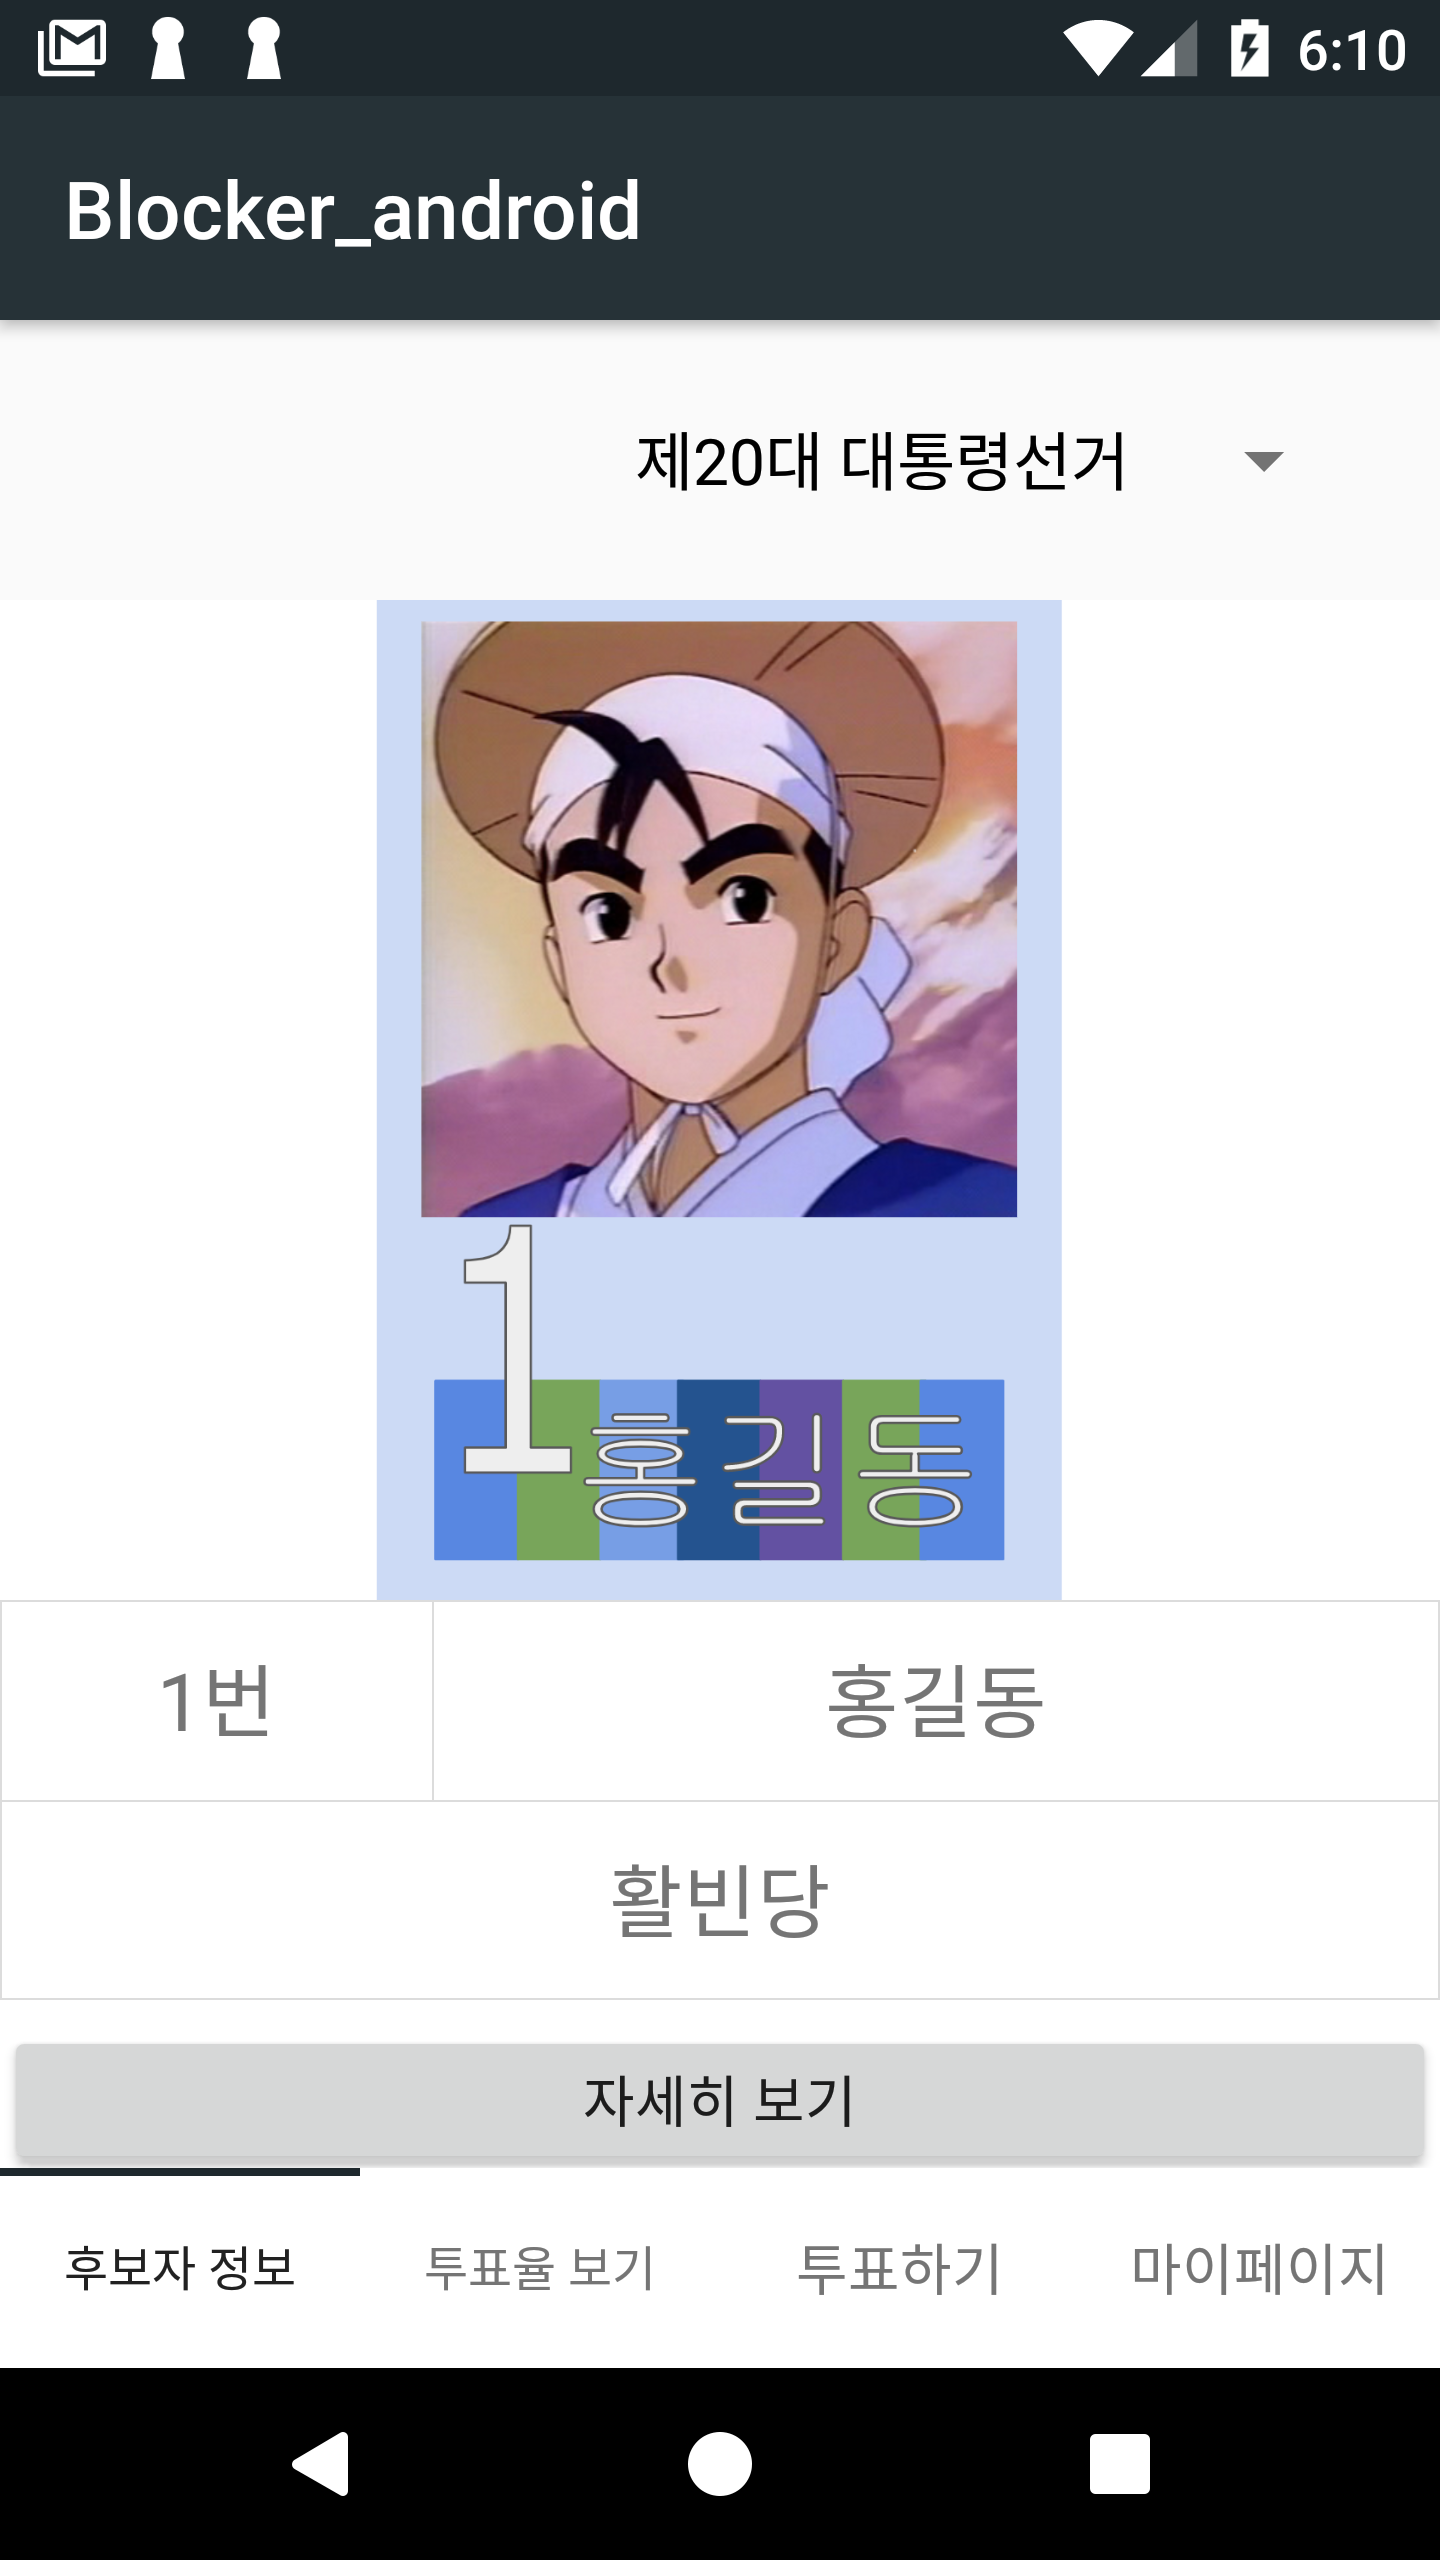 6:10
Blocker_android
제20대 대통령선거
1홍길동
1번 홍길동
활빈당
자세히 보기
후보자 정보 투표율 보기 투표하기 마이페이지